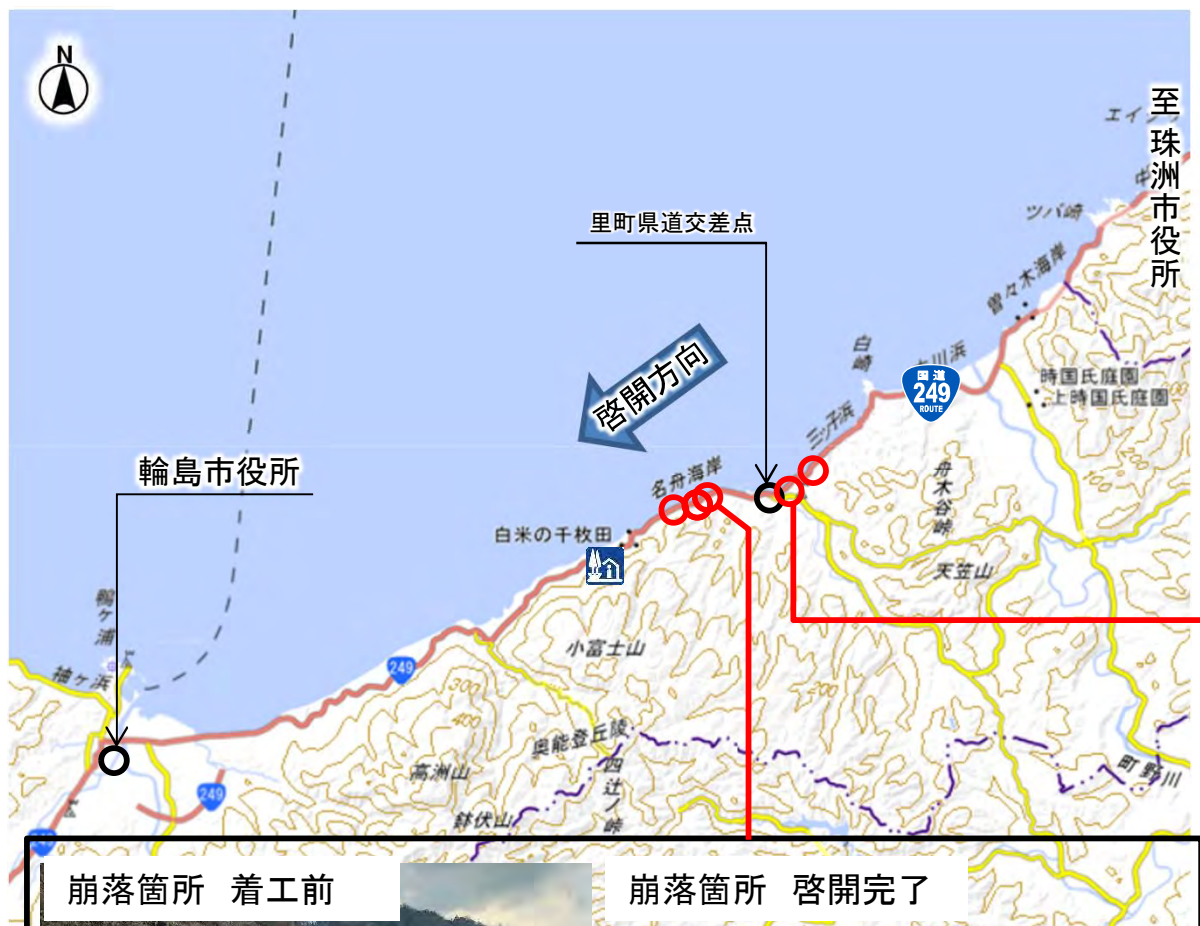 N
至珠洲市役所
エイ
ツバ崎
里町県道交差点
曽々木海岸
白崎
国道
249
ROUTE
時国氏庭園
上時国氏庭園
啓開方向
三ツ子浜
名舟海岸
舟木谷峠
輪島市役所
白米の千枚田
天笠山
鴨ヶ浦
袖ヶ浜
小富士山
249
300
400
奥能登丘陵
高洲山
四辻ノ峠
町野川
249
鉢伏山
崩落箇所 着工前
崩落箇所 啓開完了